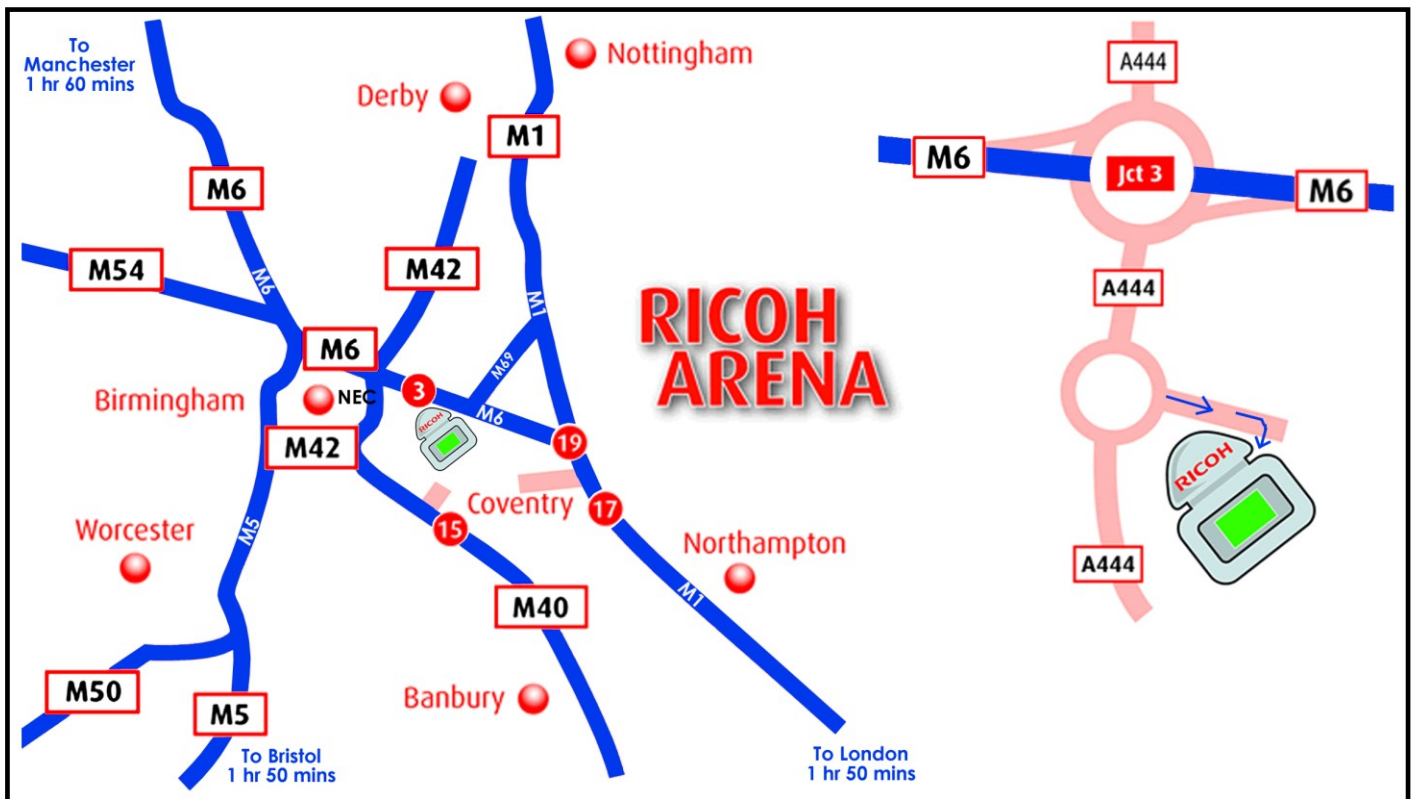 To
Manchester
1 hr 60 mins
Nottingham
Derby
M1
M6
M54
M42
M6
M1
RICOH
ARENA
M6
M69
Birmingham
NEC
3
RICOH
M6
M42
19
Coventry
17
15
Worcester
M5
Northampton
M40
M1
M50
Banbury
M5
To Bristol
1 hr 50 mins
To London
1 hr 50 mins
A444
M6
Jct 3
M6
A444
RICOH
A444